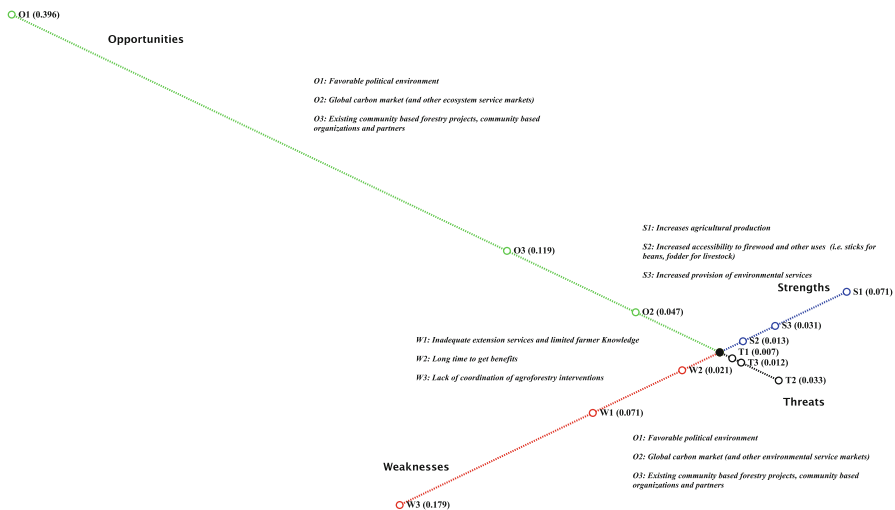 O1 (0.396)
Opportunities
O1: Favorable political environment
O2: Global carbon market (and other ecosystem service markets)
O3: Existing community based forestry projects, community based
organizations and partners
O3 (0.119)
S1: Increases agricultural production
S2: Increased accessibility to firewood and other uses (i.e. sticks for
beans, fodder for livestock)
S3: Increased provision of environmental services
Strengths
S1 (0.071)
O2 (0.047)
S3 (0.031)
S2 (0.013)
W1: Inadequate extension services and limited farmer Knowledge
W2: Long time to get benefits
W3: Lack of coordination of agroforestry interventions
T1 (0.007)
T3 (0.012)
W2 (0.021)
T2 (0.033)
Threats
W1 (0.071)
O1: Favorable political environment
O2: Global carbon market (and other environmental service markets)
O3: Existing community based forestry projects, community based
organizations and partners
Weaknesses
W3 (0.179)